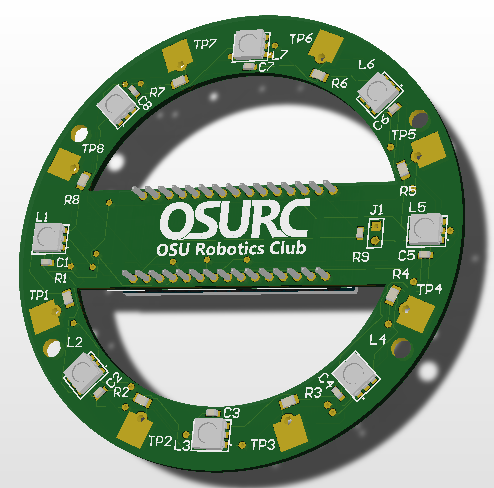 TP7
L7
TP6
C7
R7
R6
L6
C8
C6
TP8
TP5
R8
R5
L1
OSURC
OSU Robotics Club
J1
R9
L5
C1
R1
C5
R4
TP1
TP4
L2
L4
C2
R2
C4
R3
C3
TP2
L3
TP3